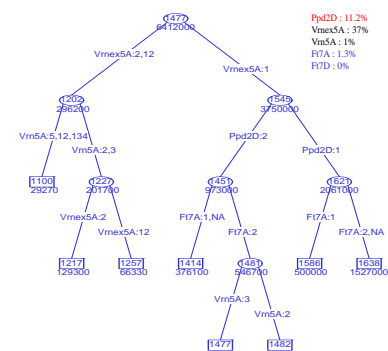 1477
6412000
Ppd2D : 11.2%
Vrnex5A : 37%
Vrn5A : 1%
Ft7A : 1.3%
Ft7D : 0%
Vrnex5A:2,12
Vrnex5A:1
1202
296200
1545
3750000
Vrn5A:5,12,134
Vrn5A:2,3
Ppd2D:2
Ppd2D:1
1100
29270
1227
201700
1451
973000
1621
2061000
Vrnex5A:2
Vrnex5A:12
Ft7A:1,NA
Ft7A:2
Ft7A:1
Ft7A:2,NA
1217
129300
1257
66330
1414
376100
1481
546700
1586
500000
1638
1527000
Vrn5A:3
Vrn5A:2
1477
1482